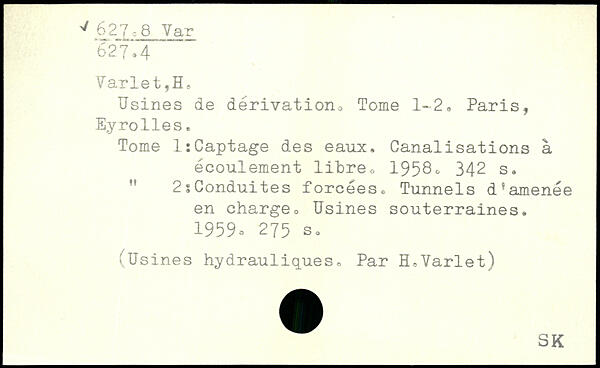 ✓ 627.8 Var
627.4
Varlet,H.
Usines de dérivation. Tome 1-2. Paris,
Eyrolles.
Tome 1:Captage des eaux. Canalisations à
écoulement libre. 1958. 342 s.
" 2:Conduites forcées. Tunnels d'amenée
en charge. Usines souterraines.
1959. 275 s.
(Usines hydrauliques. Par H.Varlet)
SK